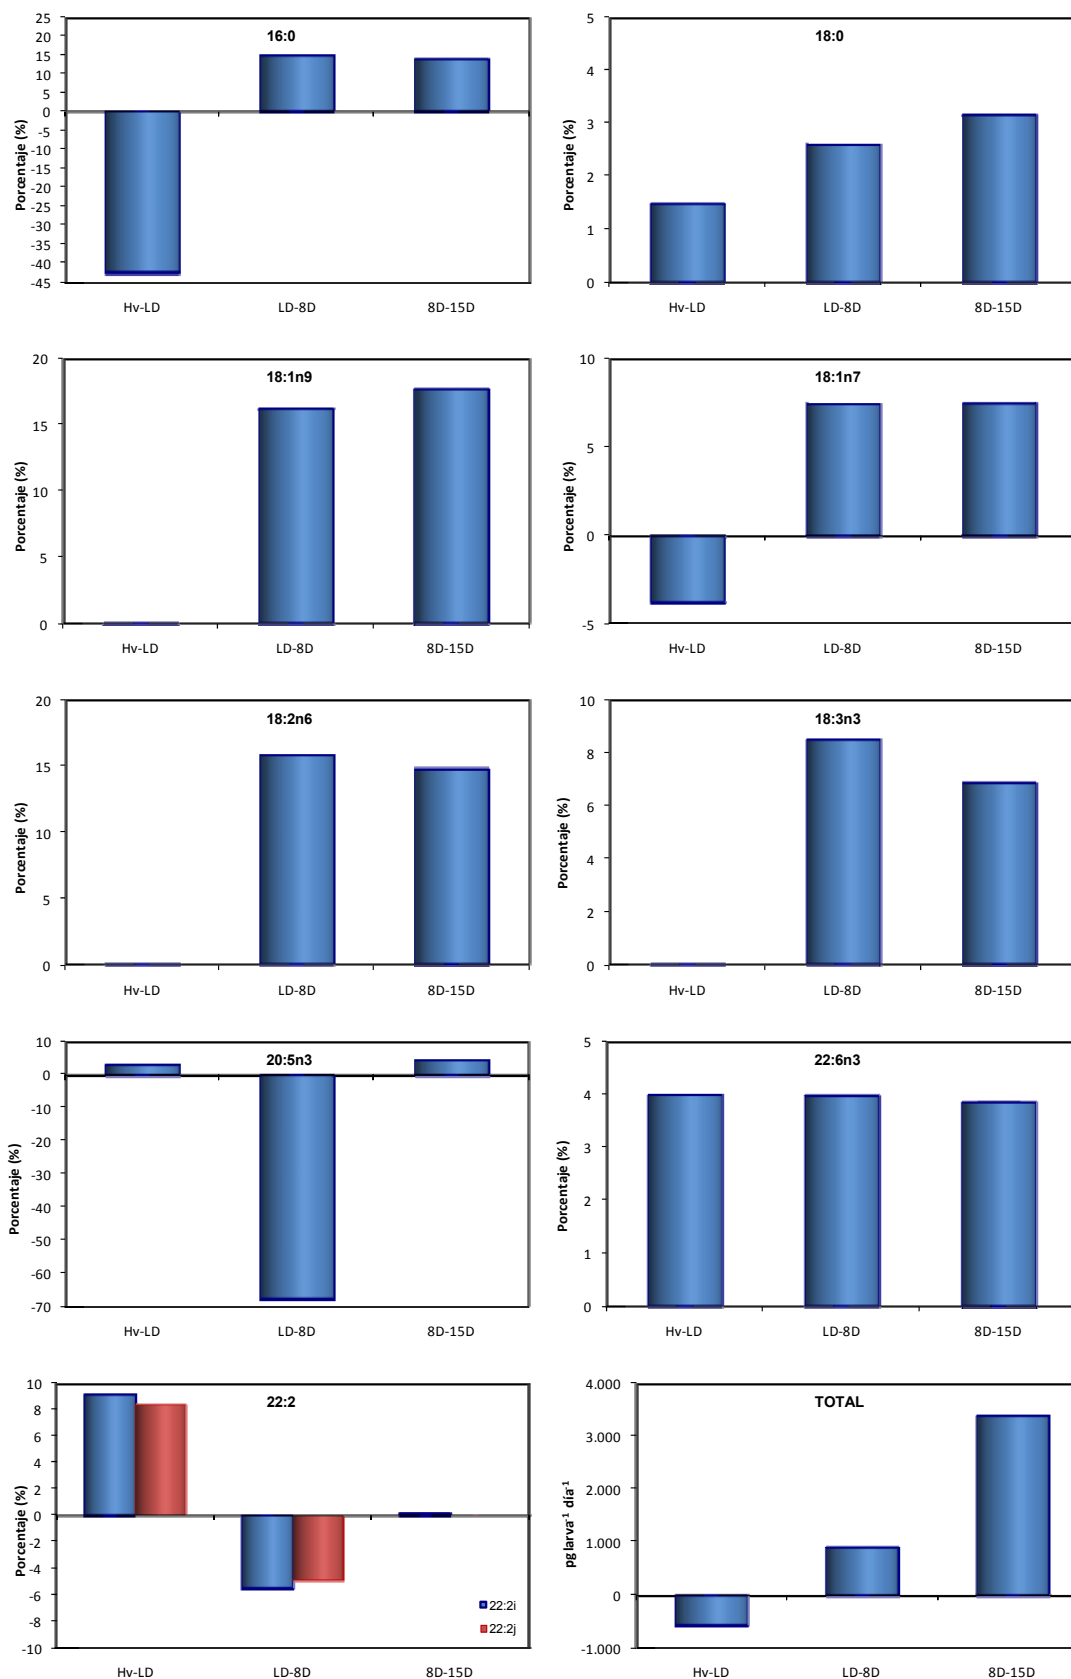 16:0
Porcentaje (%)
25
20
15
10
5
0
-5
-10
-15
-20
-25
-30
-35
-40
-45
Hv-LD LD-8D 8D-15D
18:0
Porcentaje (%)
5
4
3
2
1
0
Hv-LD LD-8D 8D-15D
18:1n9
Porcentaje (%)
20
15
10
5
0
Hv-LD LD-8D 8D-15D
18:1n7
Porcentaje (%)
10
5
0
-5
Hv-LD LD-8D 8D-15D
18:2n6
Porcentaje (%)
20
15
10
5
0
Hv-LD LD-8D 8D-15D
18:3n3
Porcentaje (%)
10
8
6
4
2
0
Hv-LD LD-8D 8D-15D
20:5n3
Porcentaje (%)
10
0
-10
-20
-30
-40
-50
-60
-70
Hv-LD LD-8D 8D-15D
22:6n3
Porcentaje (%)
5
4
3
2
1
0
Hv-LD LD-8D 8D-15D
22:2
Porcentaje (%)
10
8
6
4
2
0
-2
-4
-6
-8
-10
22:2i
22:2j
Hv-LD LD-8D 8D-15D
TOTAL
pg larva⁻¹ día⁻¹
4.000
3.000
2.000
1.000
0
-1.000
Hv-LD LD-8D 8D-15D